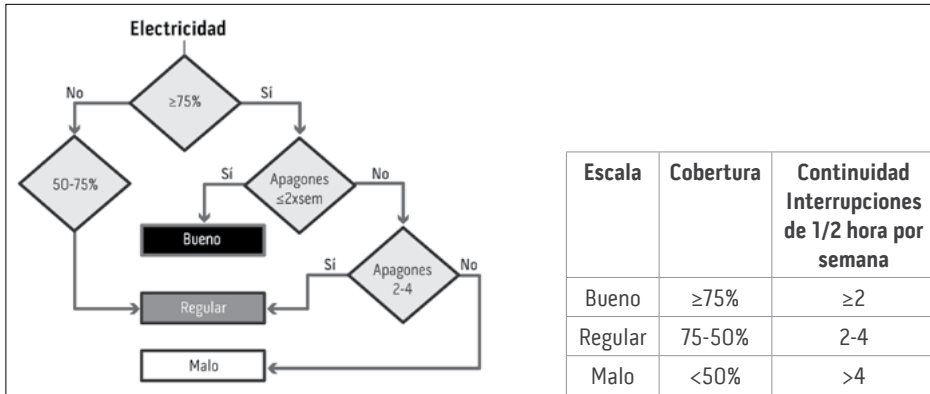 Electricidad
No
≥75%
Sí
50-75%
Sí
Apagones
≤2xsem
No
Bueno
Sí
Apagones
2-4
No
Regular
Malo
Escala Cobertura Continuidad
Interrupciones
de 1/2 hora por
semana
Bueno ≥75% ≥2
Regular 75-50% 2-4
Malo <50% >4